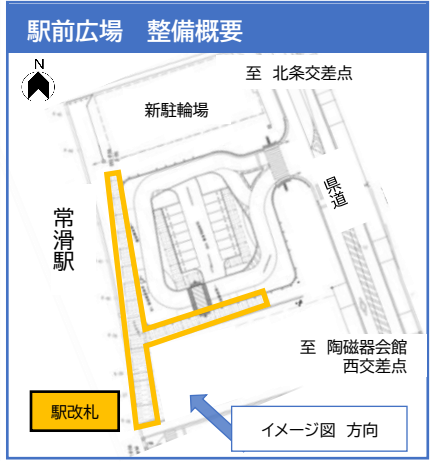 駅前広場　整備概要
N
至 北条交差点
新駐輪場
県道
常滑駅
至 陶磁器会館
西交差点
駅改札
イメージ図 方向